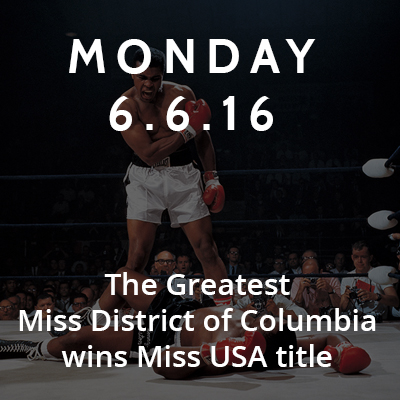 MONDAY
6.6.16
The Greatest
Miss District of Columbia
wins Miss USA title